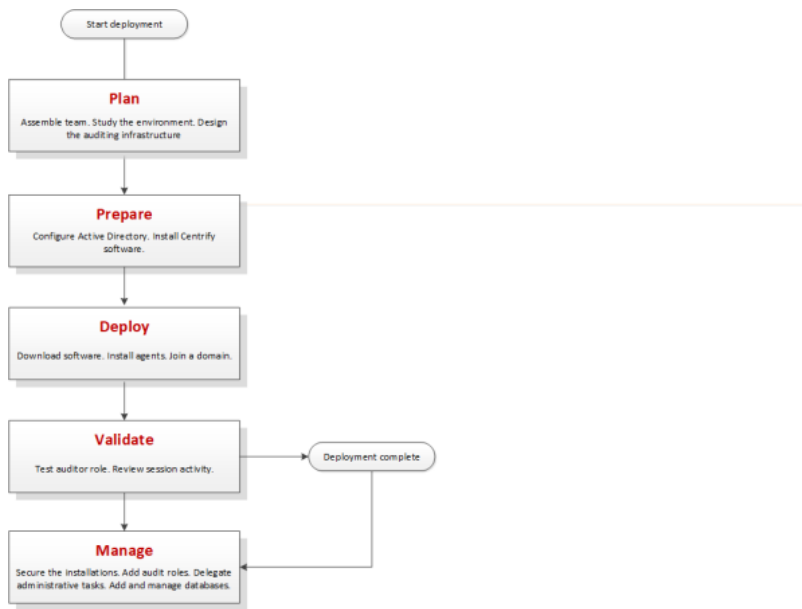 Start deployment
Plan
Assemble team. Study the environment. Design
the auditing infrastructure
Prepare
Configure Active Directory. Install Centrify
software.
Deploy
Download software. Install agents. Join a domain.
Validate
Test auditor role. Review session activity.
Deployment complete
Manage
Secure the installations. Add audit roles. Delegate
administrative tasks. Add and manage databases.